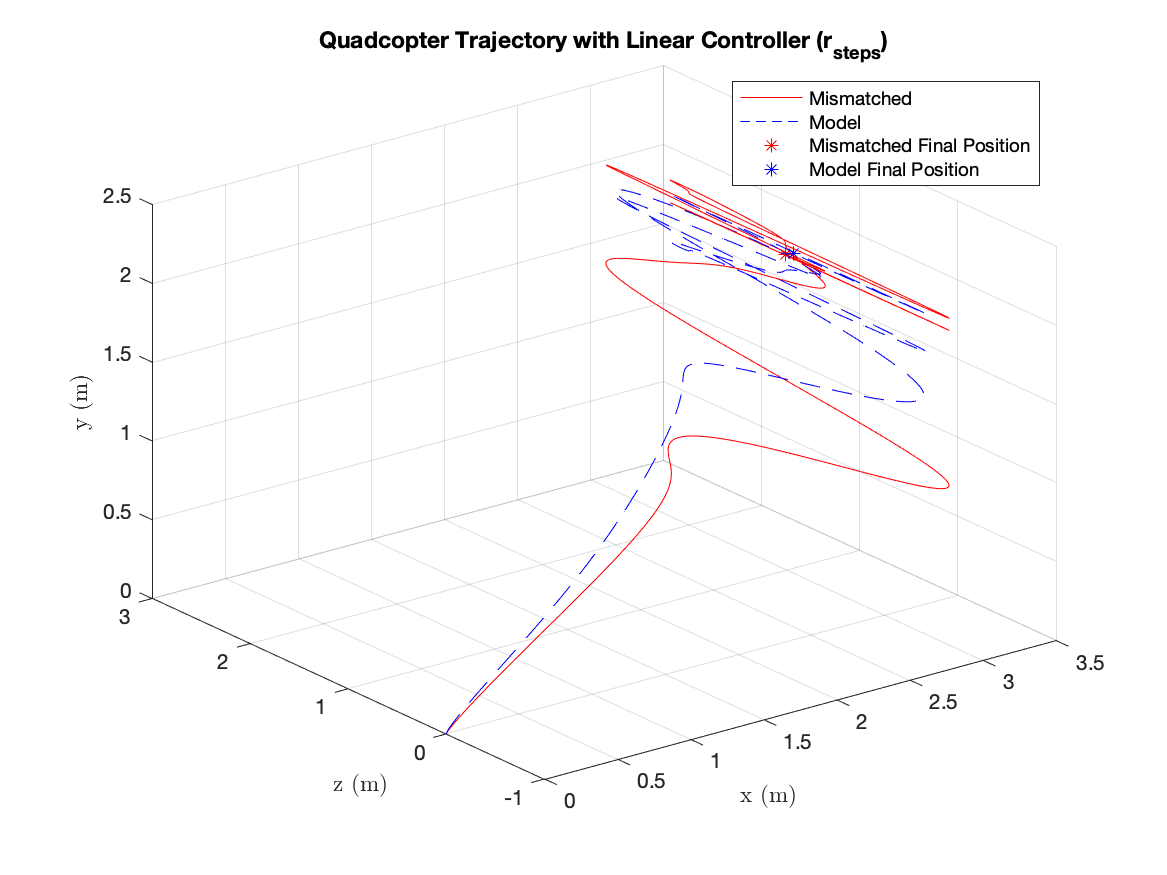 Quadcopter Trajectory with Linear Controller (r_steps)
Mismatched
Model
Mismatched Final Position
Model Final Position
2.5
2
1.5
1
0.5
0
y (m)
3
2
1
0
-1
z (m)
0
0.5
1
1.5
2
2.5
3
3.5
x (m)